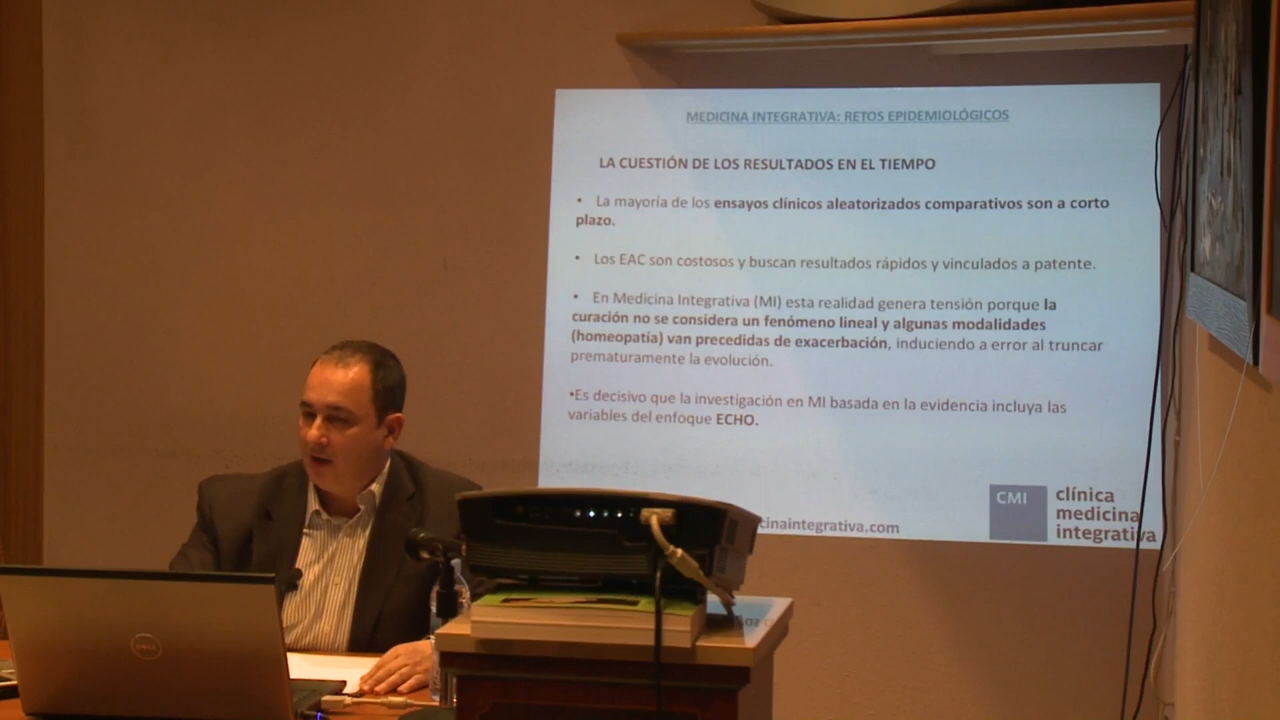 MEDICINA INTEGRATIVA: RETOS EPIDEMIOLÓGICOS
LA CUESTIÓN DE LOS RESULTADOS EN EL TIEMPO
• La mayoría de los ensayos clínicos aleatorizados comparativos son a corto
plazo.
• Los EAC son costosos y buscan resultados rápidos y vinculados a patente.
• En Medicina Integrativa (MI) esta realidad genera tensión porque la
curación no se considera un fenómeno lineal y algunas modalidades
(homeopatía) van precedidas de exacerbación, induciendo a error al truncar
prematuramente la evolución.
•Es decisivo que la investigación en MI basada en la evidencia incluya las
variables del enfoque ECHO.
cinaintegrativa.com
CMI
clínica
medicina
integrativa
DELL